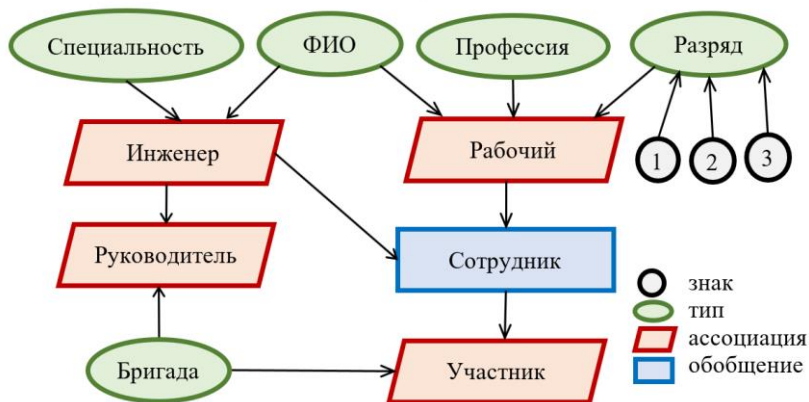 Специальность
ФИО
Профессия
Разряд
Инженер
Рабочий
1
2
3
Руководитель
Сотрудник
знак
тип
ассоциация
обобщение
Бригада
Участник